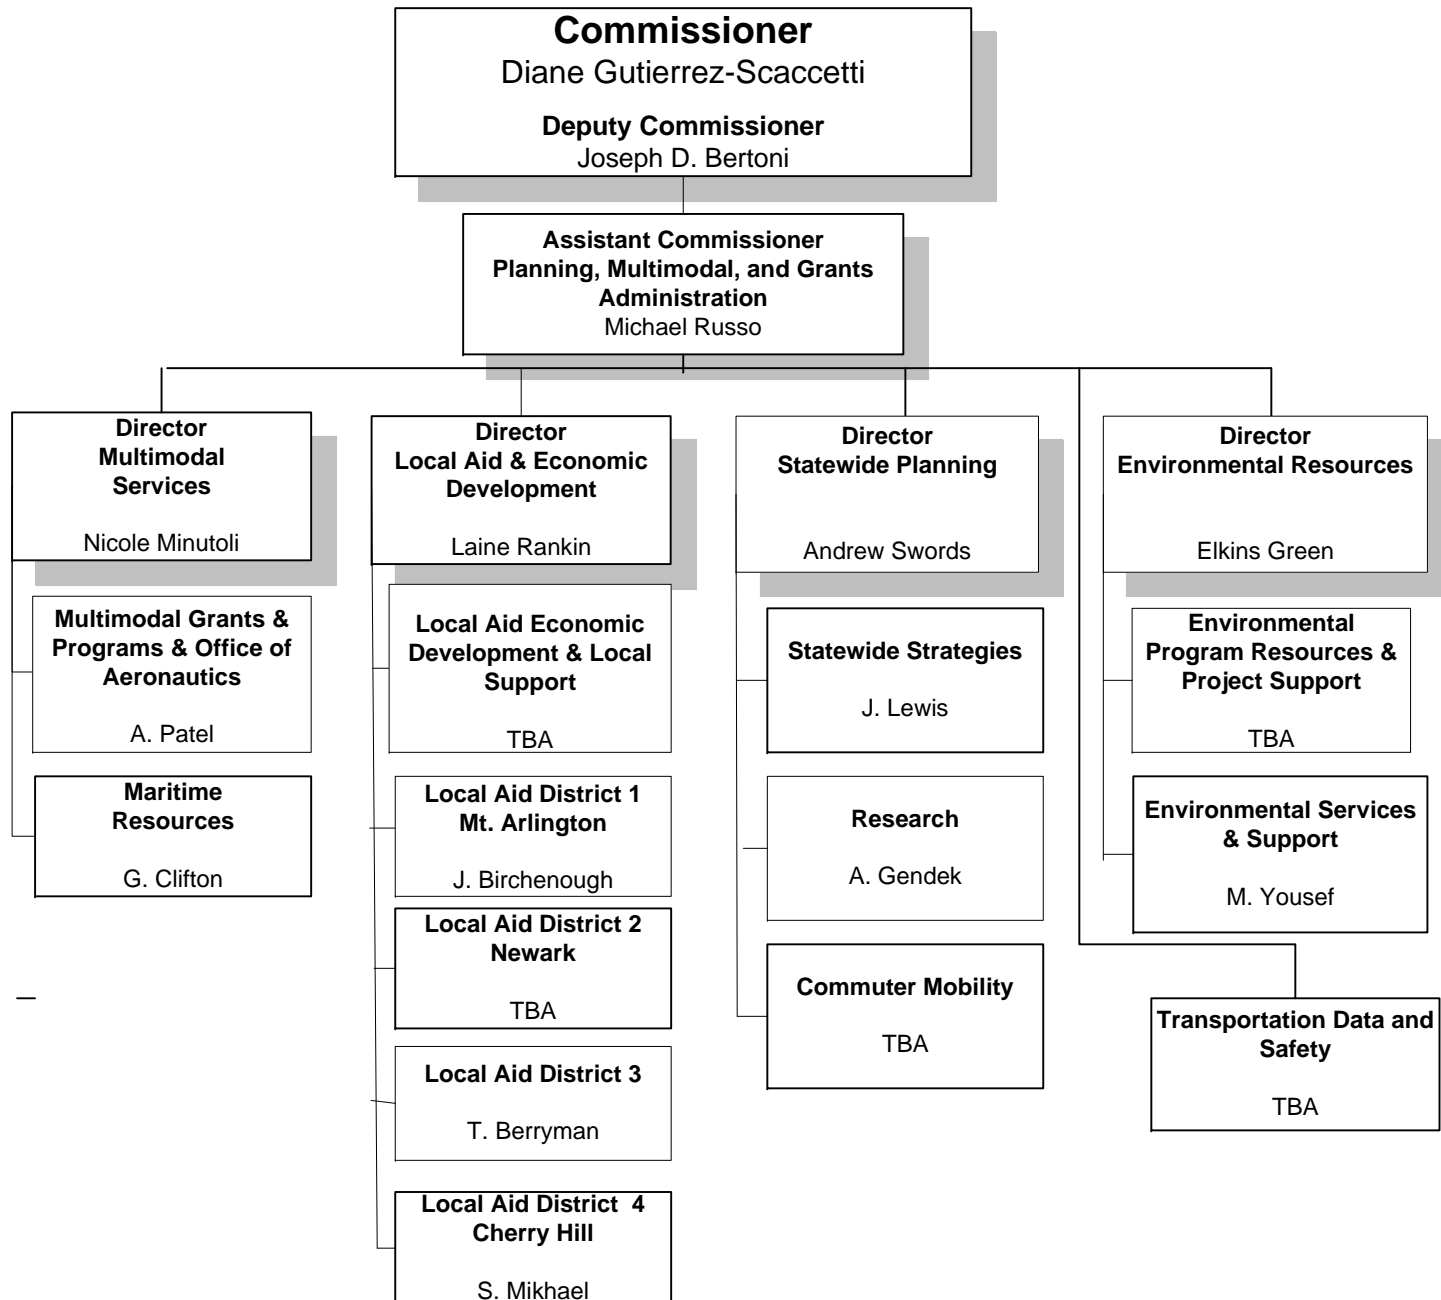 Commissioner
Diane Gutierrez-Scaccetti
Deputy Commissioner
Joseph D. Bertoni
Assistant Commissioner
Planning, Multimodal, and Grants
Administration
Michael Russo
Director
Multimodal
Services
Nicole Minutoli
Multimodal Grants &
Programs & Office of
Aeronautics
A. Patel
Maritime
Resources
G. Clifton
Director
Local Aid & Economic
Development
Laine Rankin
Local Aid Economic
Development & Local
Support
TBA
Local Aid District 1
Mt. Arlington
J. Birchenough
Local Aid District 2
Newark
TBA
Local Aid District 3
T. Berryman
Local Aid District  4
Cherry Hill
S. Mikhael
Director
Statewide Planning
Andrew Swords
Statewide Strategies
J. Lewis
Research
A. Gendek
Commuter Mobility
TBA
Director
Environmental Resources
Elkins Green
Environmental
Program Resources &
Project Support
TBA
Environmental Services
& Support
M. Yousef
Transportation Data and
Safety
TBA